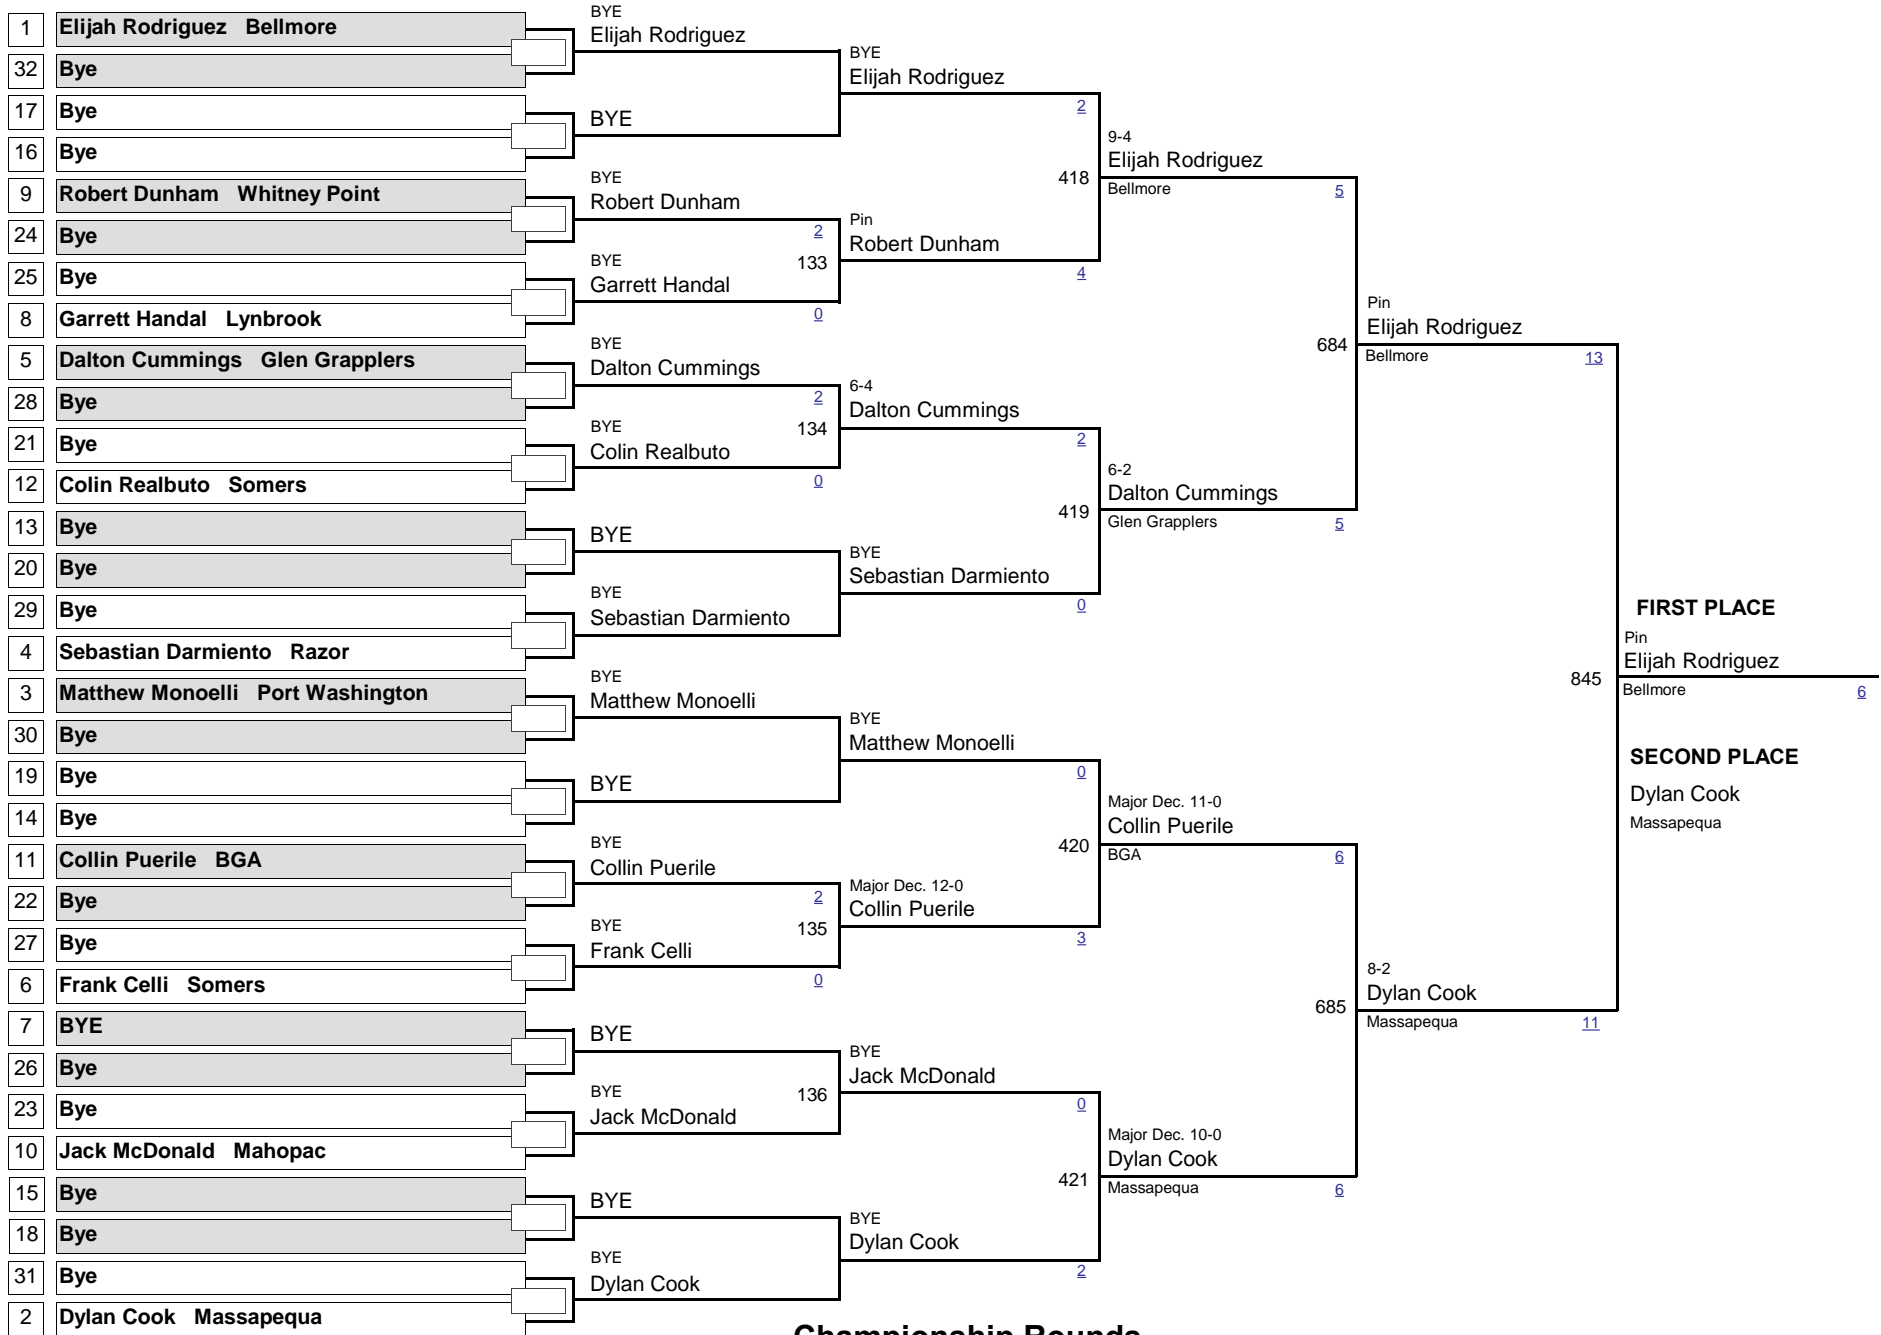 1 Elijah Rodriguez Bellmore
32 Bye
17 Bye
16 Bye
9 Robert Dunham Whitney Point
24 Bye
25 Bye
8 Garrett Handal Lynbrook
5 Dalton Cummings Glen Grapplers
28 Bye
21 Bye
12 Colin Realbuto Somers
13 Bye
20 Bye
29 Bye
4 Sebastian Darmiento Razor
3 Matthew Monoelli Port Washington
30 Bye
19 Bye
14 Bye
11 Collin Puerile BGA
22 Bye
27 Bye
6 Frank Celli Somers
7 BYE
26 Bye
23 Bye
10 Jack McDonald Mahopac
15 Bye
18 Bye
31 Bye
2 Dylan Cook Massapequa
BYE
Elijah Rodriguez
BYE
BYE
Robert Dunham
2
133
BYE
Garrett Handal
0
BYE
Dalton Cummings
2
134
BYE
Colin Realbuto
0
BYE
BYE
Sebastian Darmiento
BYE
Matthew Monoelli
BYE
BYE
Collin Puerile
2
135
BYE
Frank Celli
0
BYE
136
BYE
Jack McDonald
BYE
BYE
Dylan Cook
BYE
Elijah Rodriguez
2
418
Pin
Robert Dunham
4
6-4
Dalton Cummings
2
419
BYE
Sebastian Darmiento
0
BYE
Matthew Monoelli
0
420
Major Dec. 12-0
Collin Puerile
3
BYE
Jack McDonald
0
421
BYE
Dylan Cook
2
9-4
Elijah Rodriguez
Bellmore 5
684
6-2
Dalton Cummings
Glen Grapplers 5
Major Dec. 11-0
Collin Puerile
BGA 6
685
Major Dec. 10-0
Dylan Cook
Massapequa 6
Pin
Elijah Rodriguez
Bellmore 13
845
8-2
Dylan Cook
Massapequa 11
FIRST PLACE
Pin
Elijah Rodriguez
Bellmore 6
SECOND PLACE
Dylan Cook
Massapequa
Championship Rounds